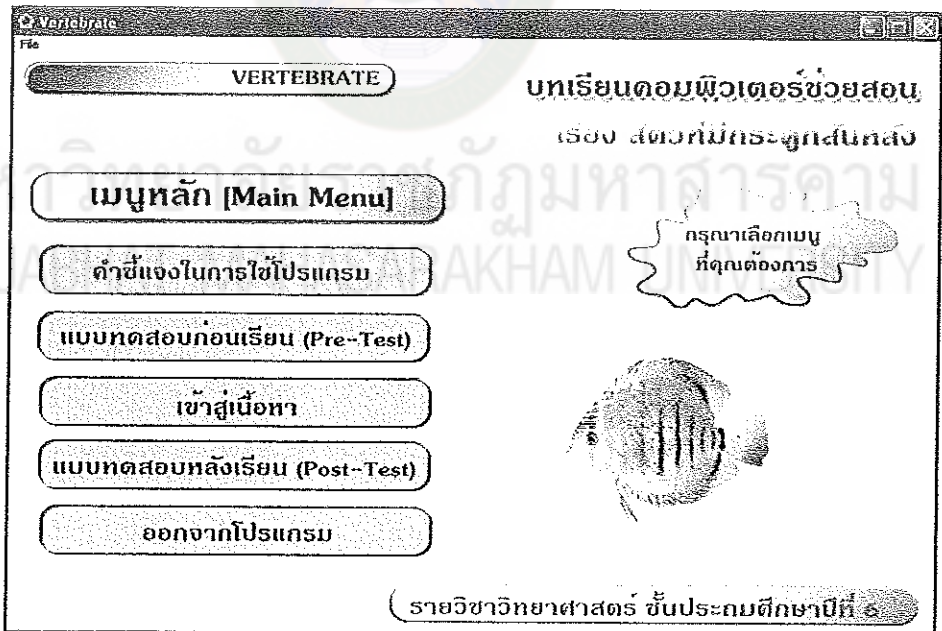 Vertebrate
File
VERTEBRATE
บทเรียนคอมพิวเตอร์ช่วยสอน
เรื่อง สัตว์ที่มีกระดูกสันหลัง
เมนูหลัก [Main Menu]
กรุณาเลือกเมนู
ที่คุณต้องการ
คำชี้แจงในการใช้โปรแกรม
แบบทดสอบก่อนเรียน (Pre-Test)
เข้าสู่เนื้อหา
แบบทดสอบหลังเรียน (Post-Test)
ออกจากโปรแกรม
รายวิชาวิทยาศาสตร์ ชั้นประถมศึกษาปีที่